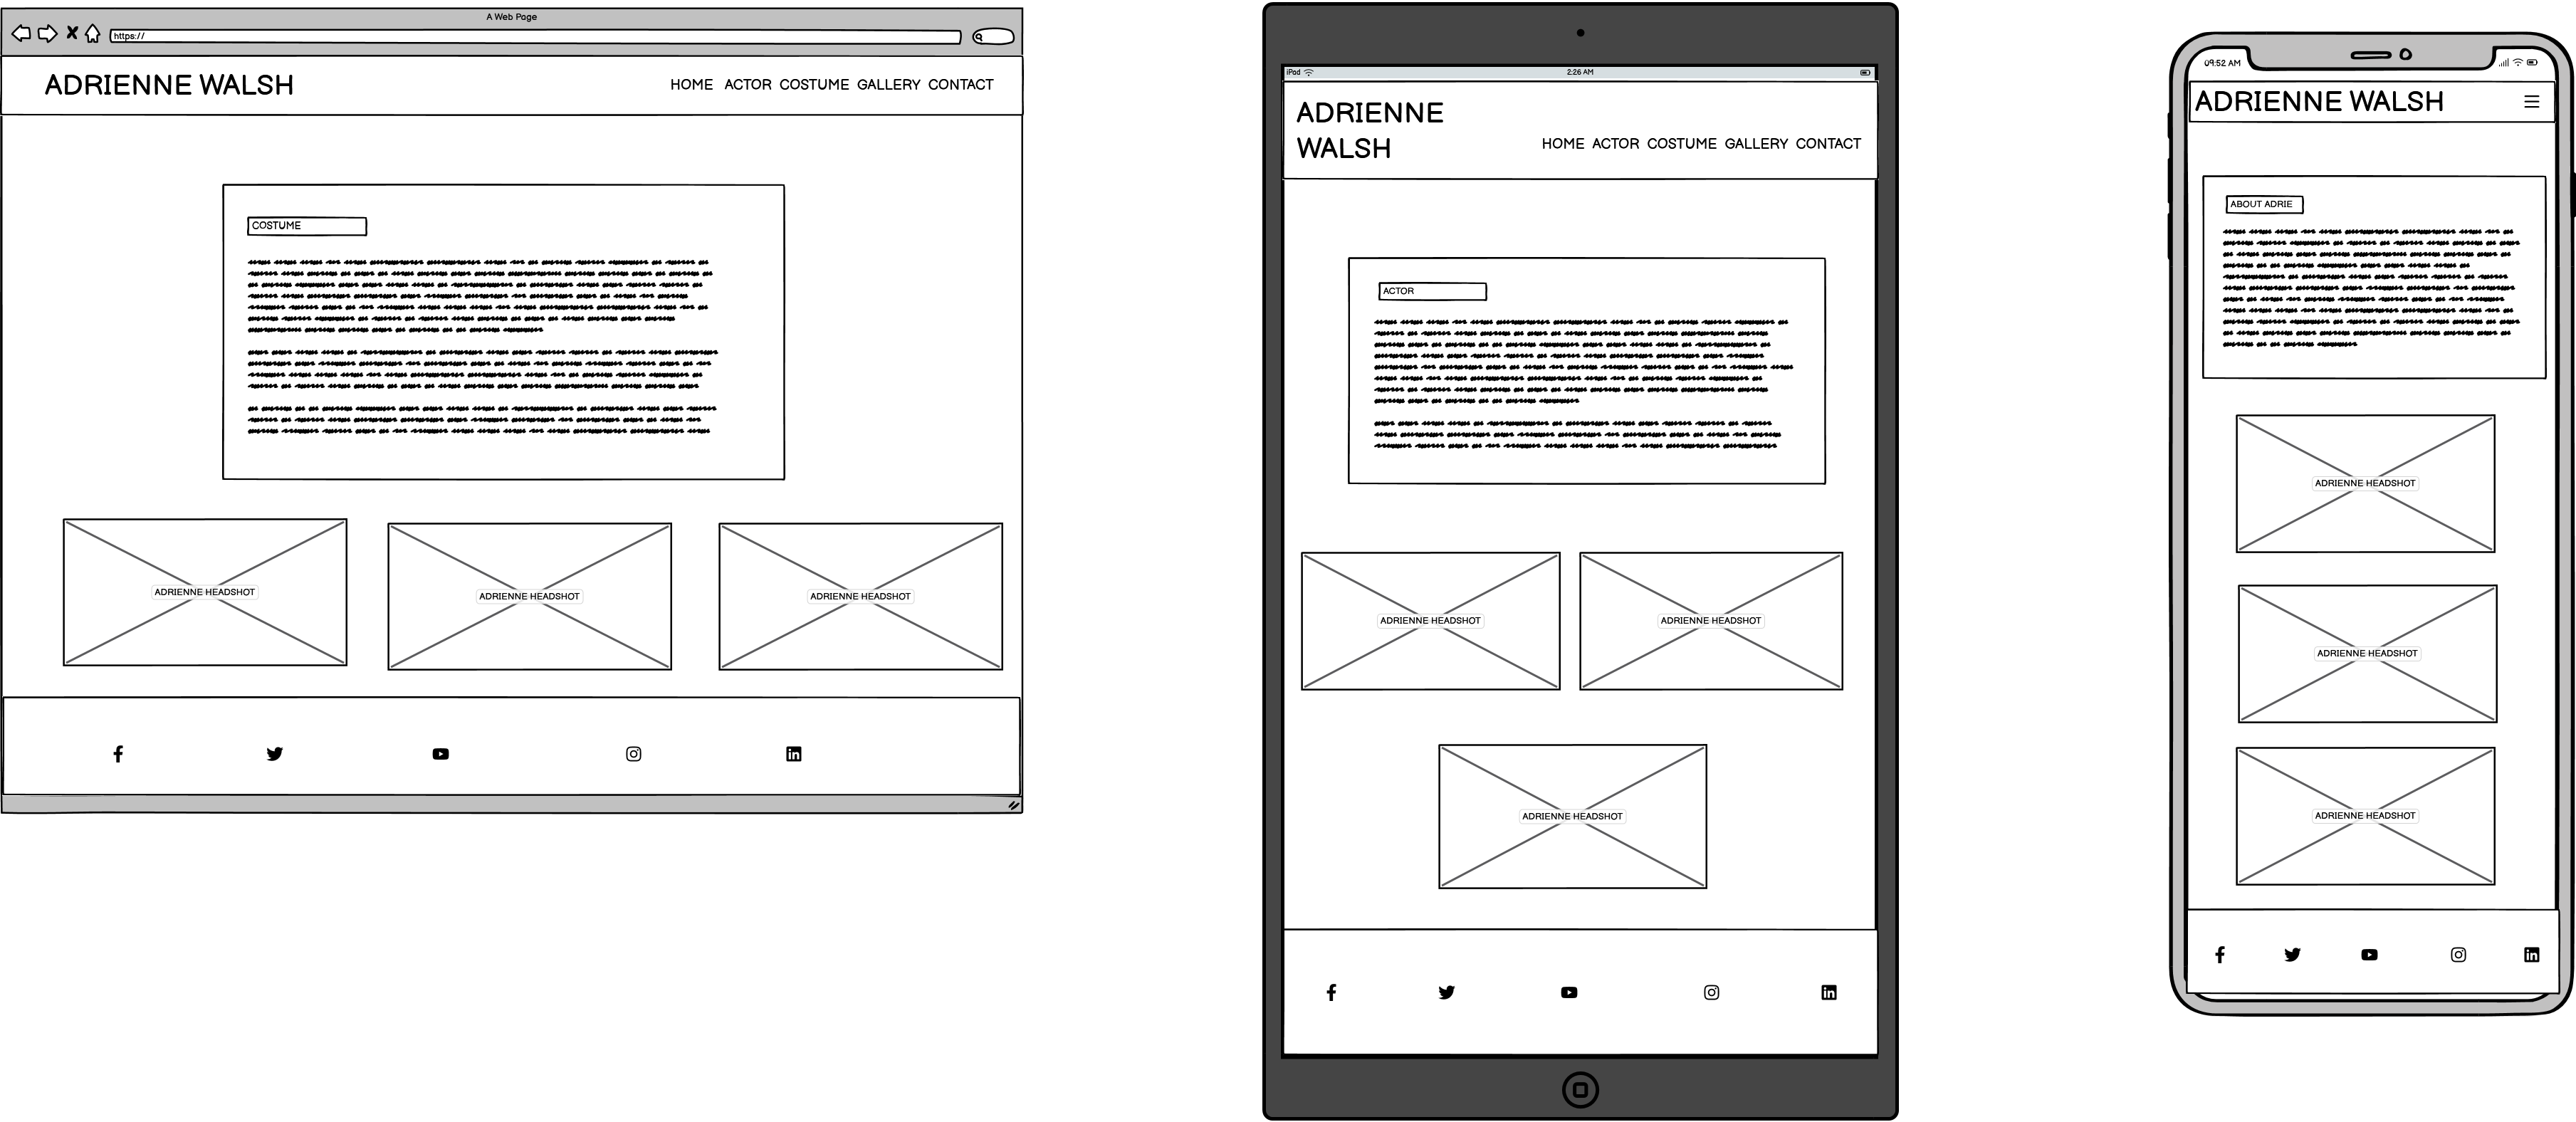 A Web Page
https://
ADRIENNE WALSH
HOME ACTOR COSTUME GALLERY CONTACT
COSTUME
ADRIENNE HEADSHOT
ADRIENNE HEADSHOT
ADRIENNE HEADSHOT
iPod
2:26 AM
ADRIENNE
WALSH
HOME ACTOR COSTUME GALLERY CONTACT
ACTOR
ADRIENNE HEADSHOT
ADRIENNE HEADSHOT
ADRIENNE HEADSHOT
09:52 AM
ADRIENNE WALSH
ABOUT ADRIE
ADRIENNE HEADSHOT
ADRIENNE HEADSHOT
ADRIENNE HEADSHOT